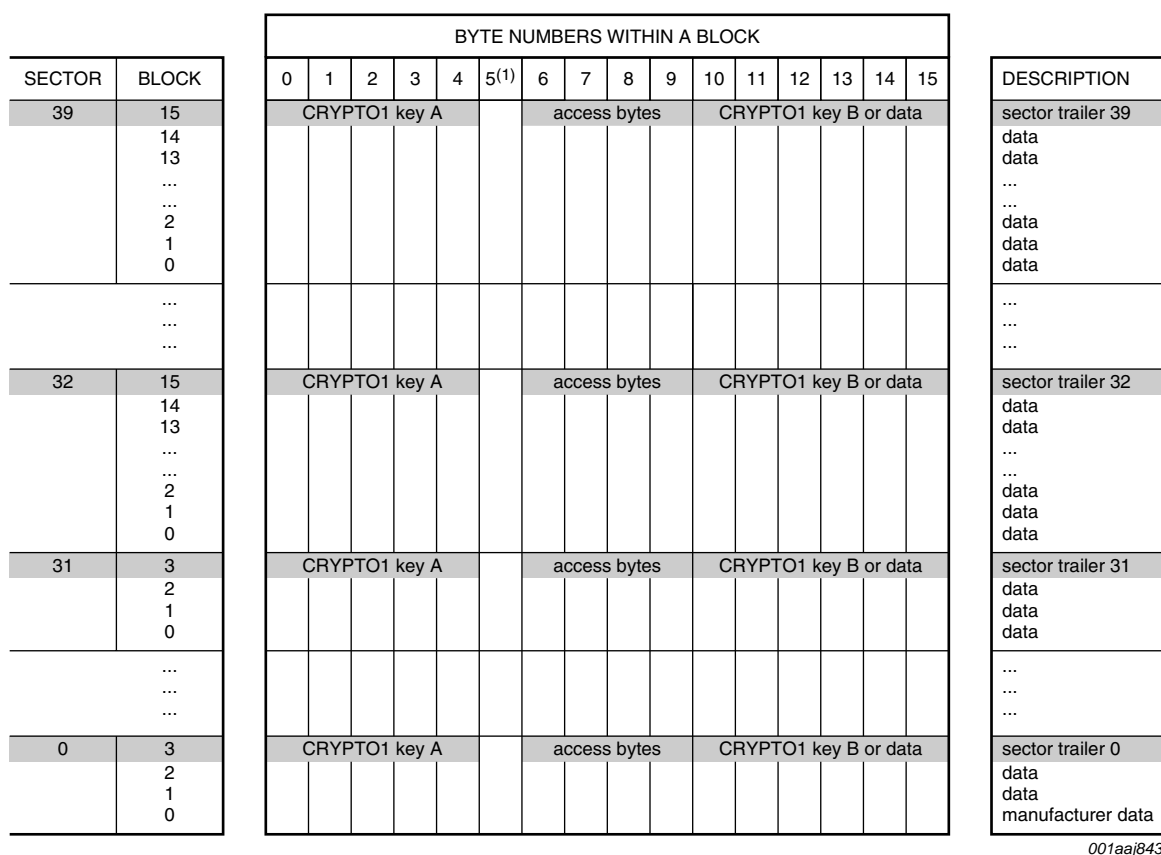 BYTE NUMBERS WITHIN A BLOCK
SECTOR BLOCK 0 1 2 3 4 5(1) 6 7 8 9 10 11 12 13 14 15 DESCRIPTION
39 15 CRYPTO1 key A access bytes CRYPTO1 key B or data sector trailer 39
14 data
13 data
... ...
... ...
2 data
1 data
0 data
... ...
... ...
... ...
32 15 CRYPTO1 key A access bytes CRYPTO1 key B or data sector trailer 32
14 data
13 data
... ...
... ...
2 data
1 data
0 data
31 3 CRYPTO1 key A access bytes CRYPTO1 key B or data sector trailer 31
2 data
1 data
0 data
... ...
... ...
... ...
0 3 CRYPTO1 key A access bytes CRYPTO1 key B or data sector trailer 0
2 data
1 data
0 manufacturer data
001aaj843